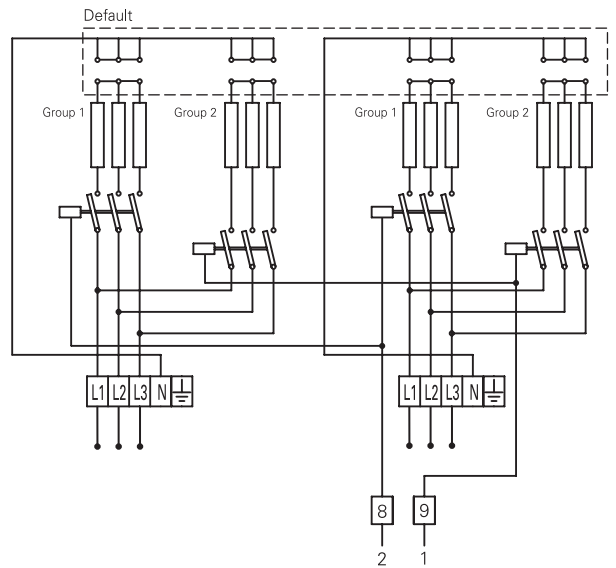 Default
Group 1 Group 2 Group 1 Group 2
L1 L2 L3 N L1 L2 L3 N
8 9
2 1